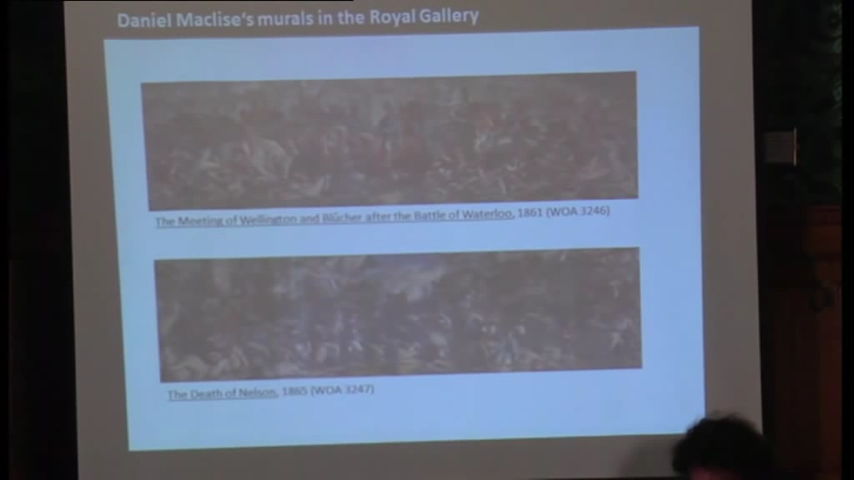 Daniel Maclise's murals in the Royal Gallery
The Meeting of Wellington and Blücher after the Battle of Waterloo, 1861 (WOA 3246)
The Death of Nelson, 1865 (WOA 3247)